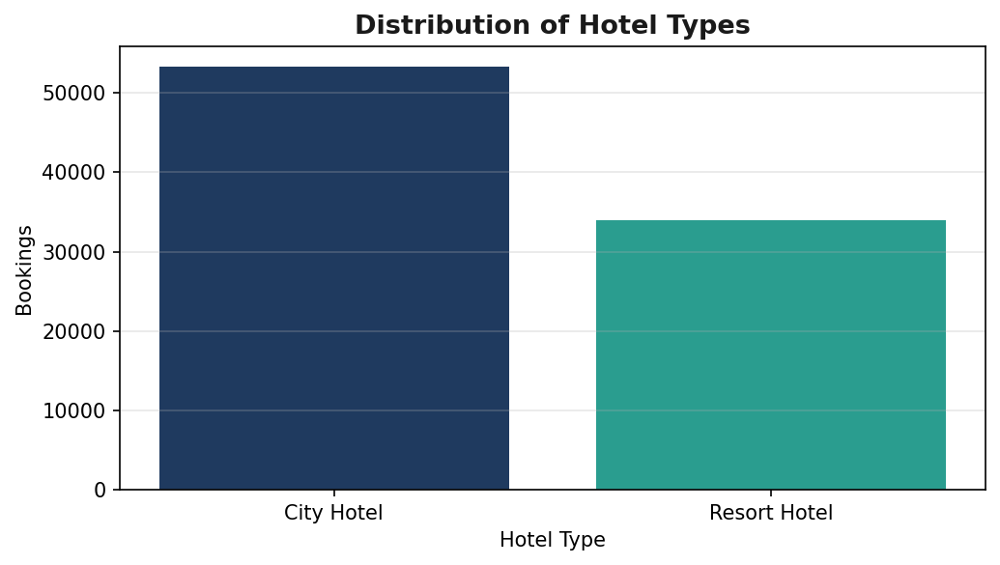 Distribution of Hotel Types
Bookings
50000
40000
30000
20000
10000
0
City Hotel
Resort Hotel
Hotel Type